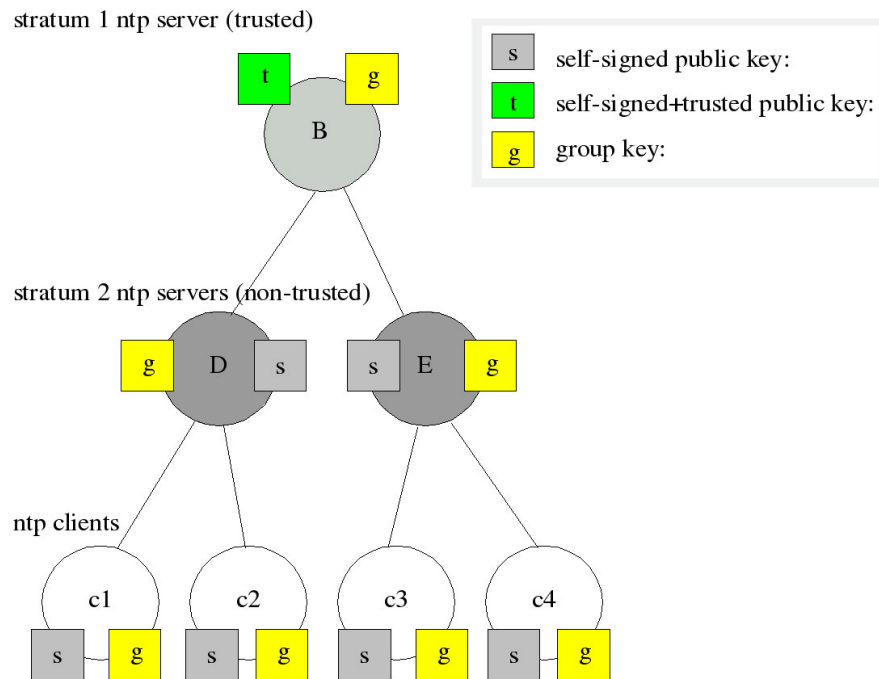 stratum 1 ntp server (trusted)
t
g
B
s
self-signed public key:
t
self-signed+trusted public key:
g
group key:
stratum 2 ntp servers (non-trusted)
g
D
s
s
E
g
ntp clients
c1
c2
c3
c4
s
g
s
g
s
g
s
g